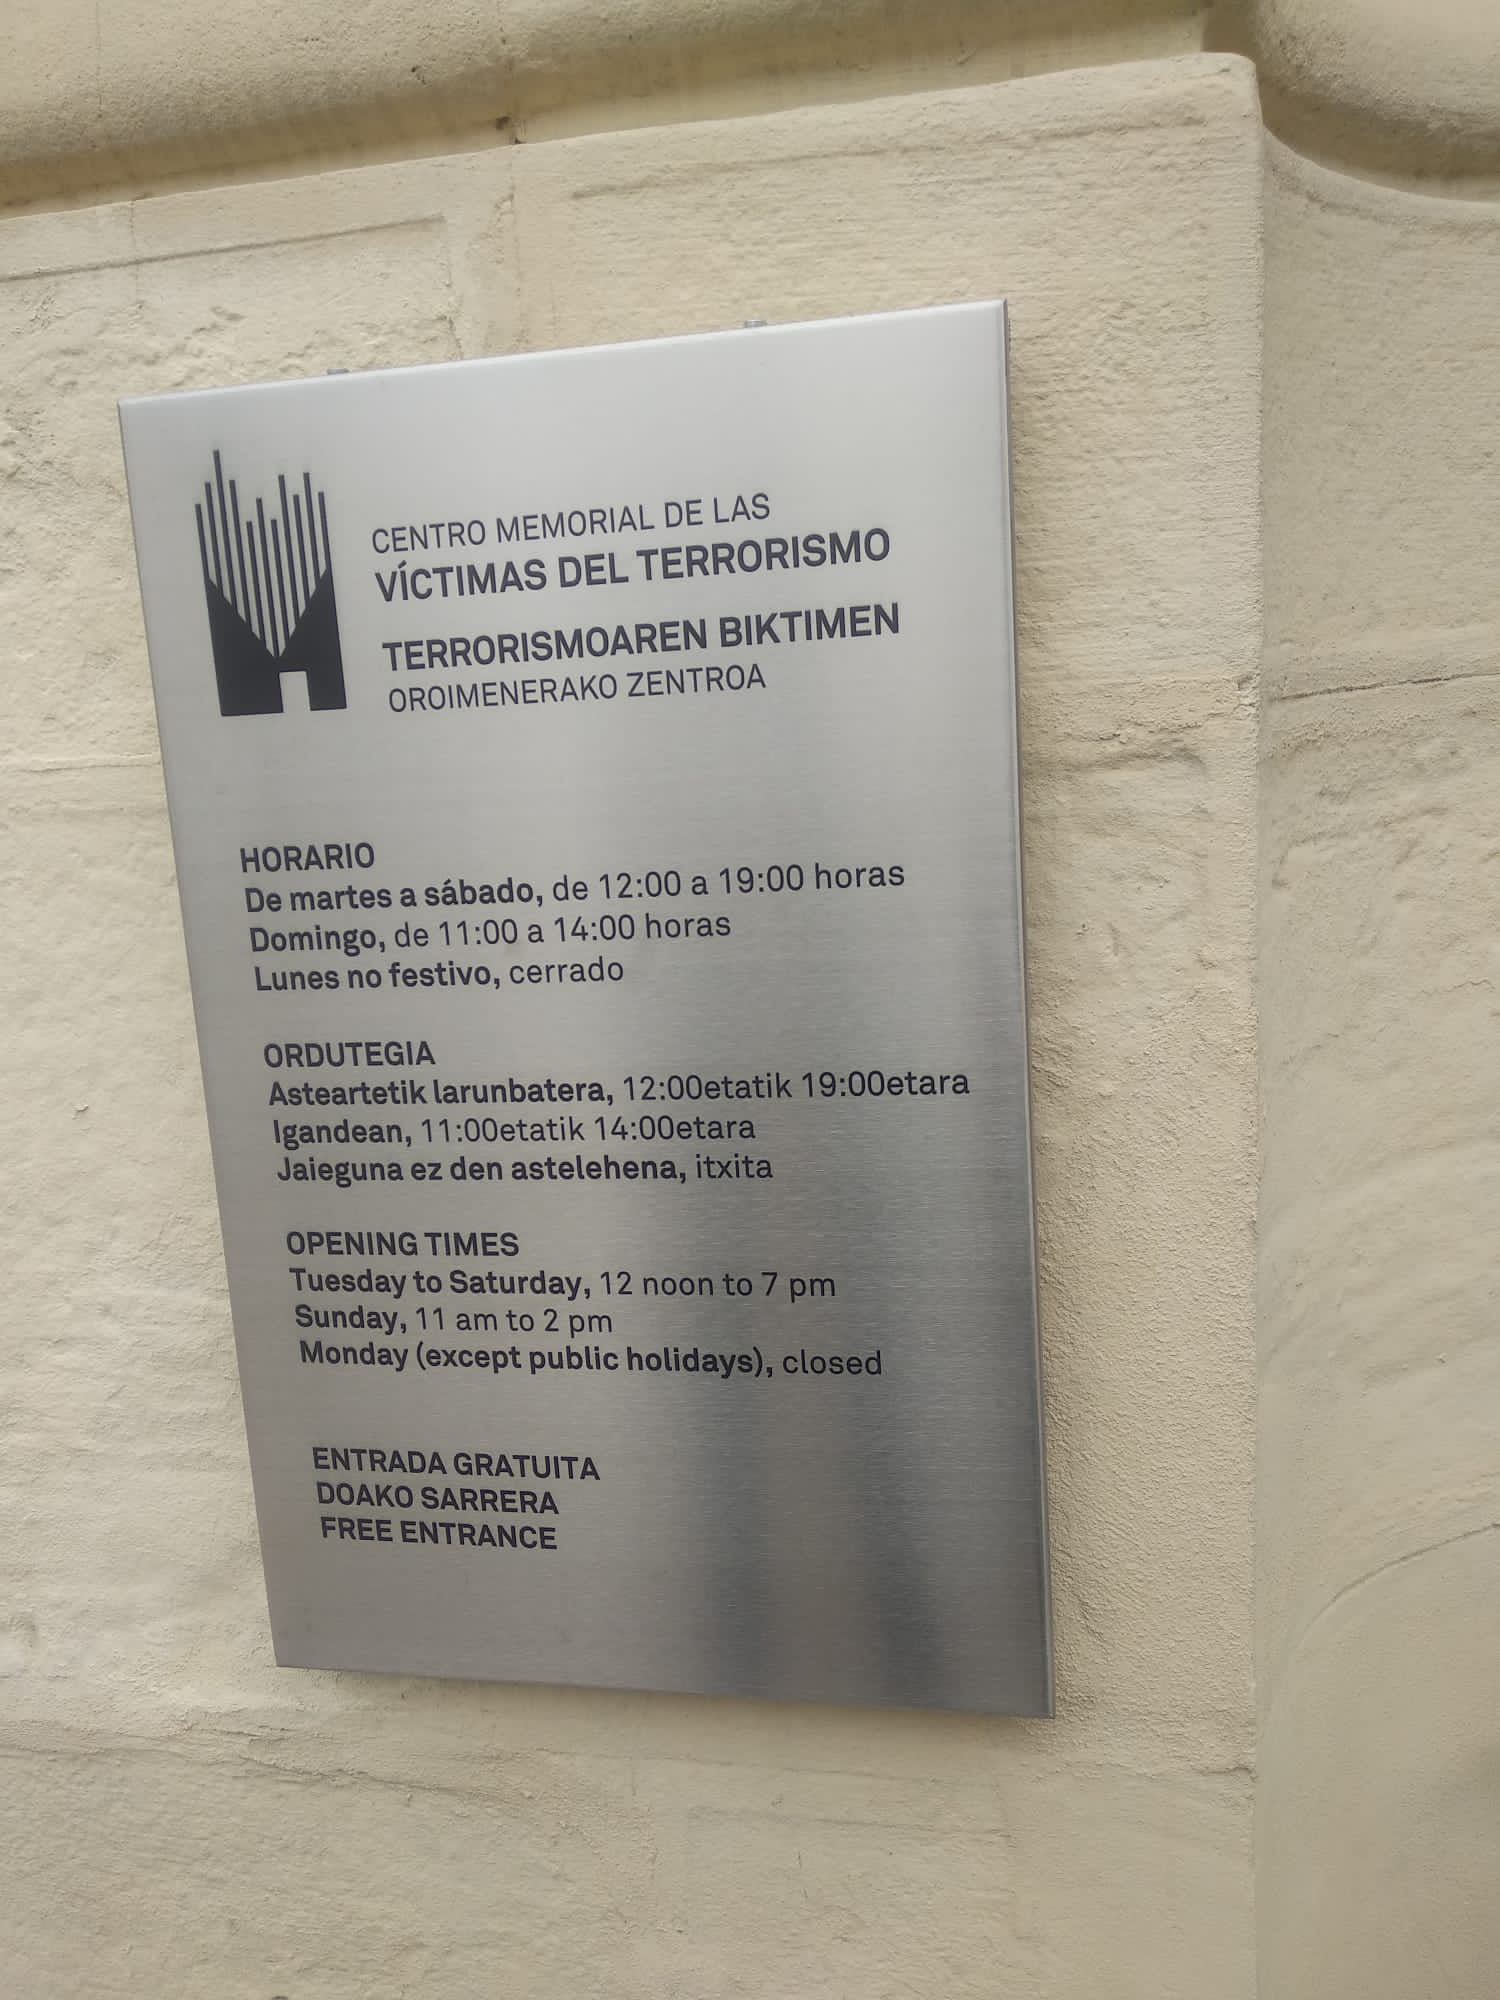 CENTRO MEMORIAL DE LAS
VÍCTIMAS DEL TERRORISMO
TERRORISMOAREN BIKTIMEN
OROIMENERAKO ZENTROA
HORARIO
De martes a sábado, de 12:00 a 19:00 horas
Domingo, de 11:00 a 14:00 horas
Lunes no festivo, cerrado
ORDUTEGIA
Asteartetik larunbatera, 12:00etatik 19:00etara
Igandean, 11:00etatik 14:00etara
Jaieguna ez den astelehena, itxita
OPENING TIMES
Tuesday to Saturday, 12 noon to 7 pm
Sunday, 11 am to 2 pm
Monday (except public holidays), closed
ENTRADA GRATUITA
DOAKO SARRERA
FREE ENTRANCE